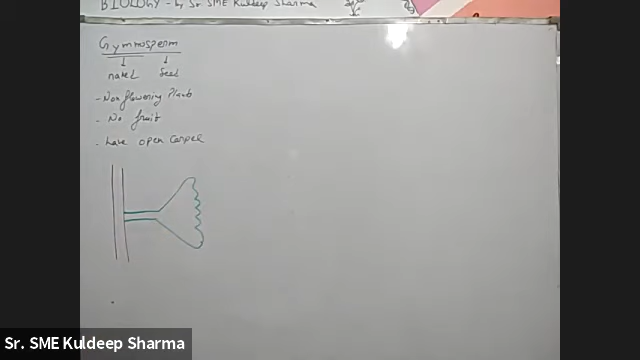 BIOLOGY - by Sr. SME Kuldeep Sharma
Gymnosperm
naked seed
- Non flowering Plants
- No fruit
- have open Carpel
Sr. SME Kuldeep Sharma